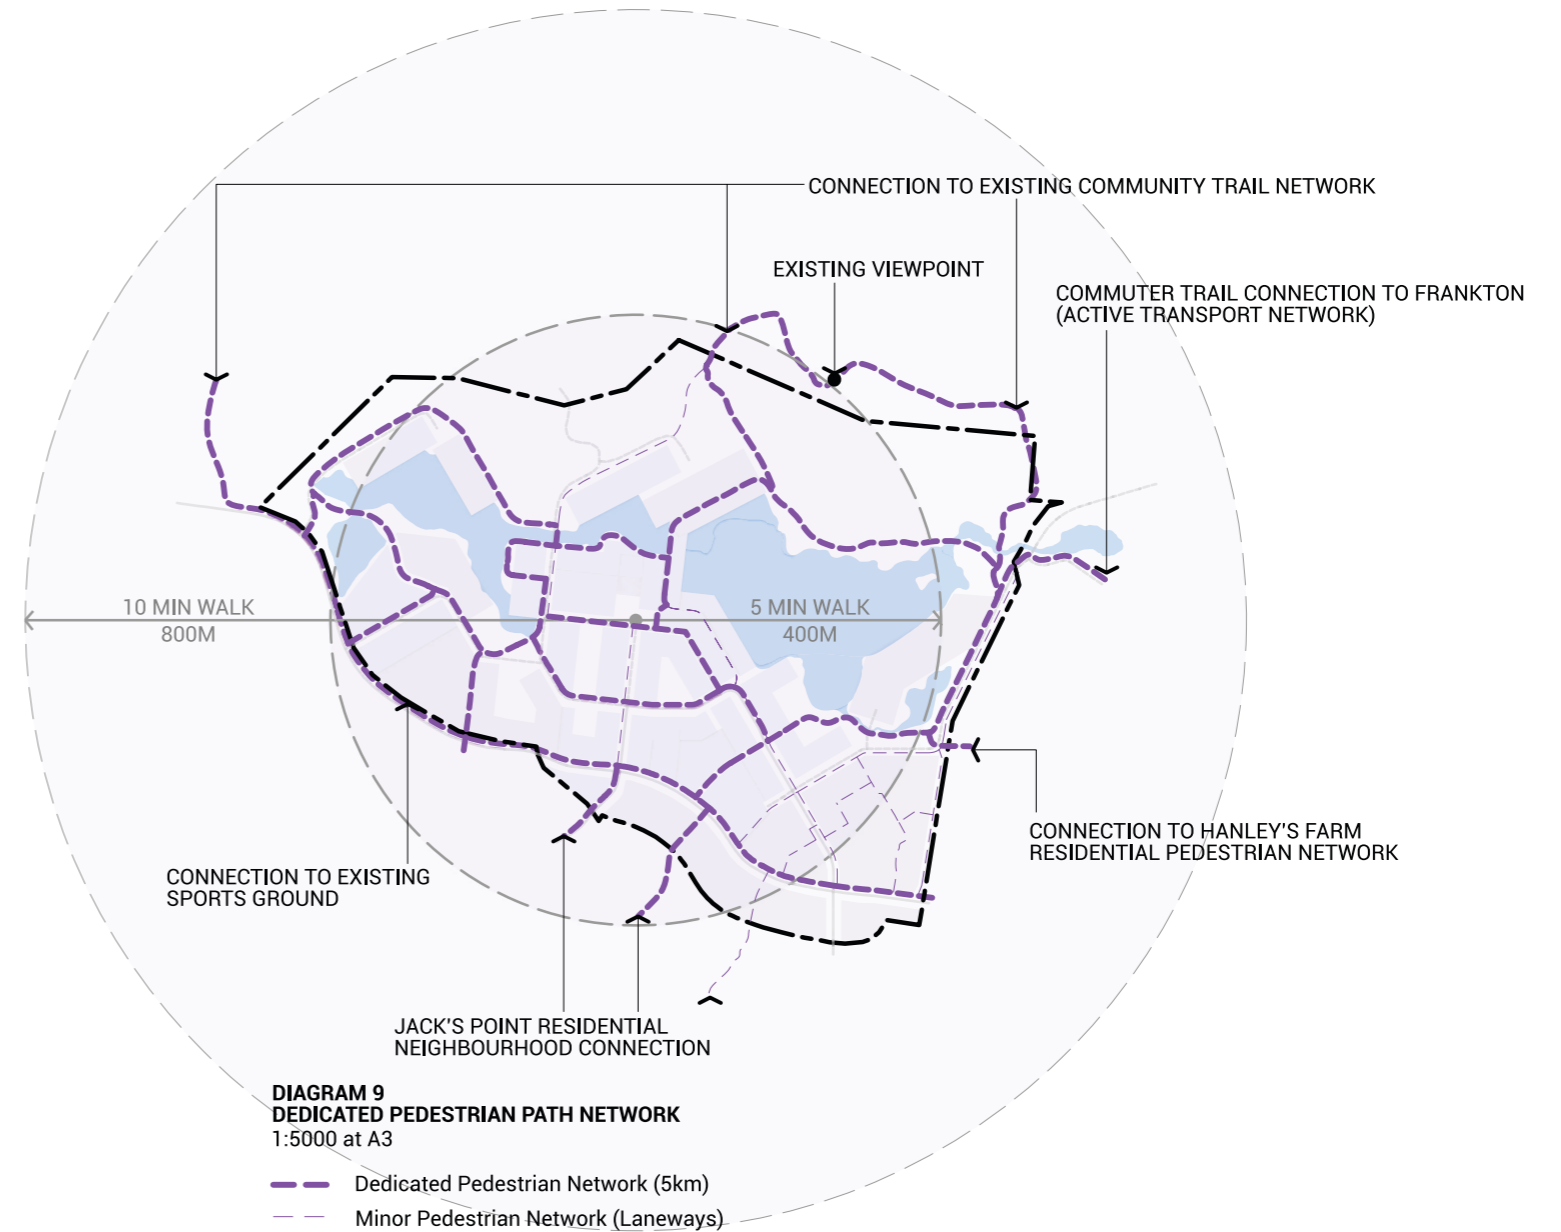 CONNECTION TO EXISTING COMMUNITY TRAIL NETWORK
EXISTING VIEWPOINT
COMMUTER TRAIL CONNECTION TO FRANKTON
(ACTIVE TRANSPORT NETWORK)
10 MIN WALK
800M
5 MIN WALK
400M
CONNECTION TO HANLEY'S FARM
RESIDENTIAL PEDESTRIAN NETWORK
CONNECTION TO EXISTING
SPORTS GROUND
JACK'S POINT RESIDENTIAL
NEIGHBOURHOOD CONNECTION
DIAGRAM 9
DEDICATED PEDESTRIAN PATH NETWORK
1:5000 at A3
Dedicated Pedestrian Network (5km)
Minor Pedestrian Network (Laneways)